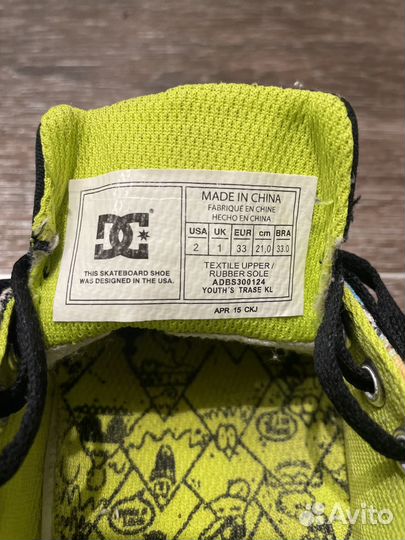 DC
THIS SKATEBOARD SHOE
WAS DESIGNED IN THE USA.
MADE IN CHINA
FABRIQUÉ EN CHINE
HECHO EN CHINA
USA UK EUR cm BRA
2 1 33 21,0 33.0
TEXTILE UPPER/
RUBBER SOLE
ADBS300124
YOUTH'S TRASE KL
APR 15 CKJ
Avito